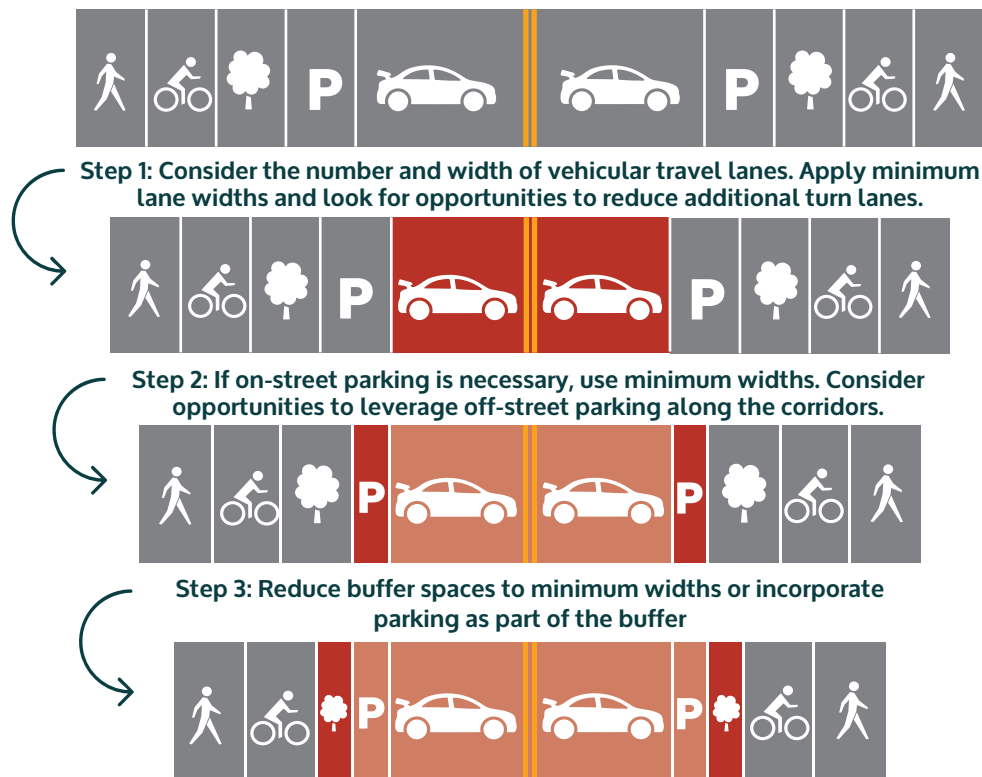 P P
Step 1: Consider the number and width of vehicular travel lanes. Apply minimum
lane widths and look for opportunities to reduce additional turn lanes.
P P
Step 2: If on-street parking is necessary, use minimum widths. Consider
opportunities to leverage off-street parking along the corridors.
P P
Step 3: Reduce buffer spaces to minimum widths or incorporate
parking as part of the buffer
P P